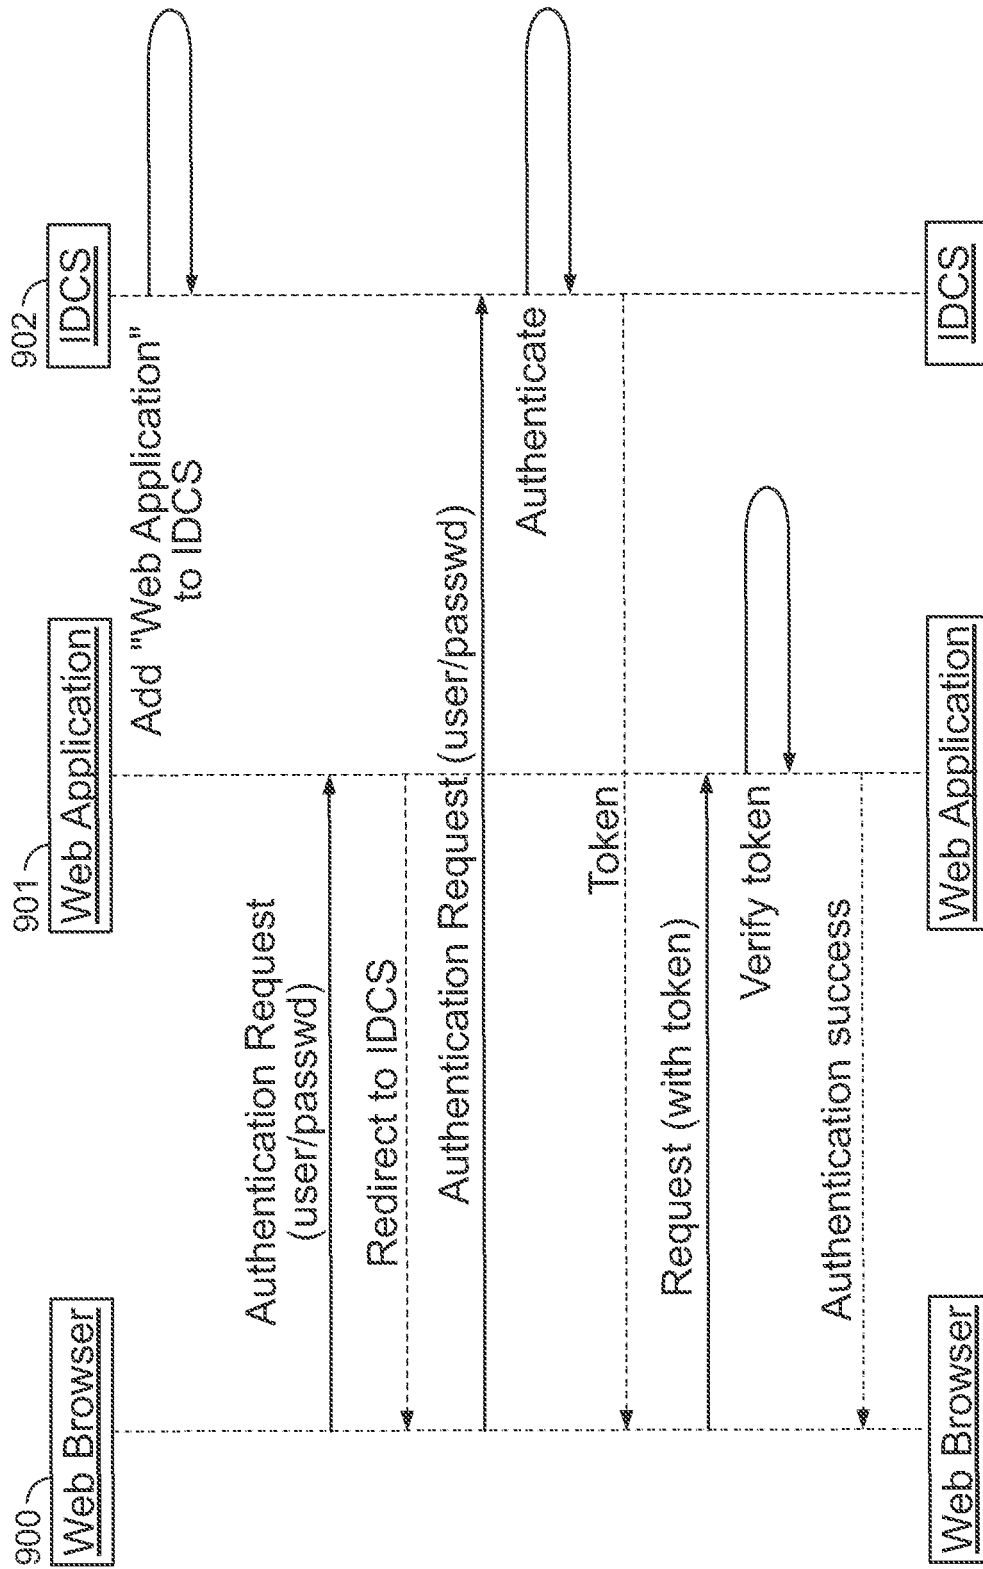 900
Web Browser
901
Web Application
902
IDCS
Add "Web Application"
to IDCS
Authentication Request
(user/passwd)
Redirect to IDCS
Authentication Request (user/passwd)
Authenticate
Token
Request (with token)
Verify token
Authentication success
Web Browser
Web Application
IDCS